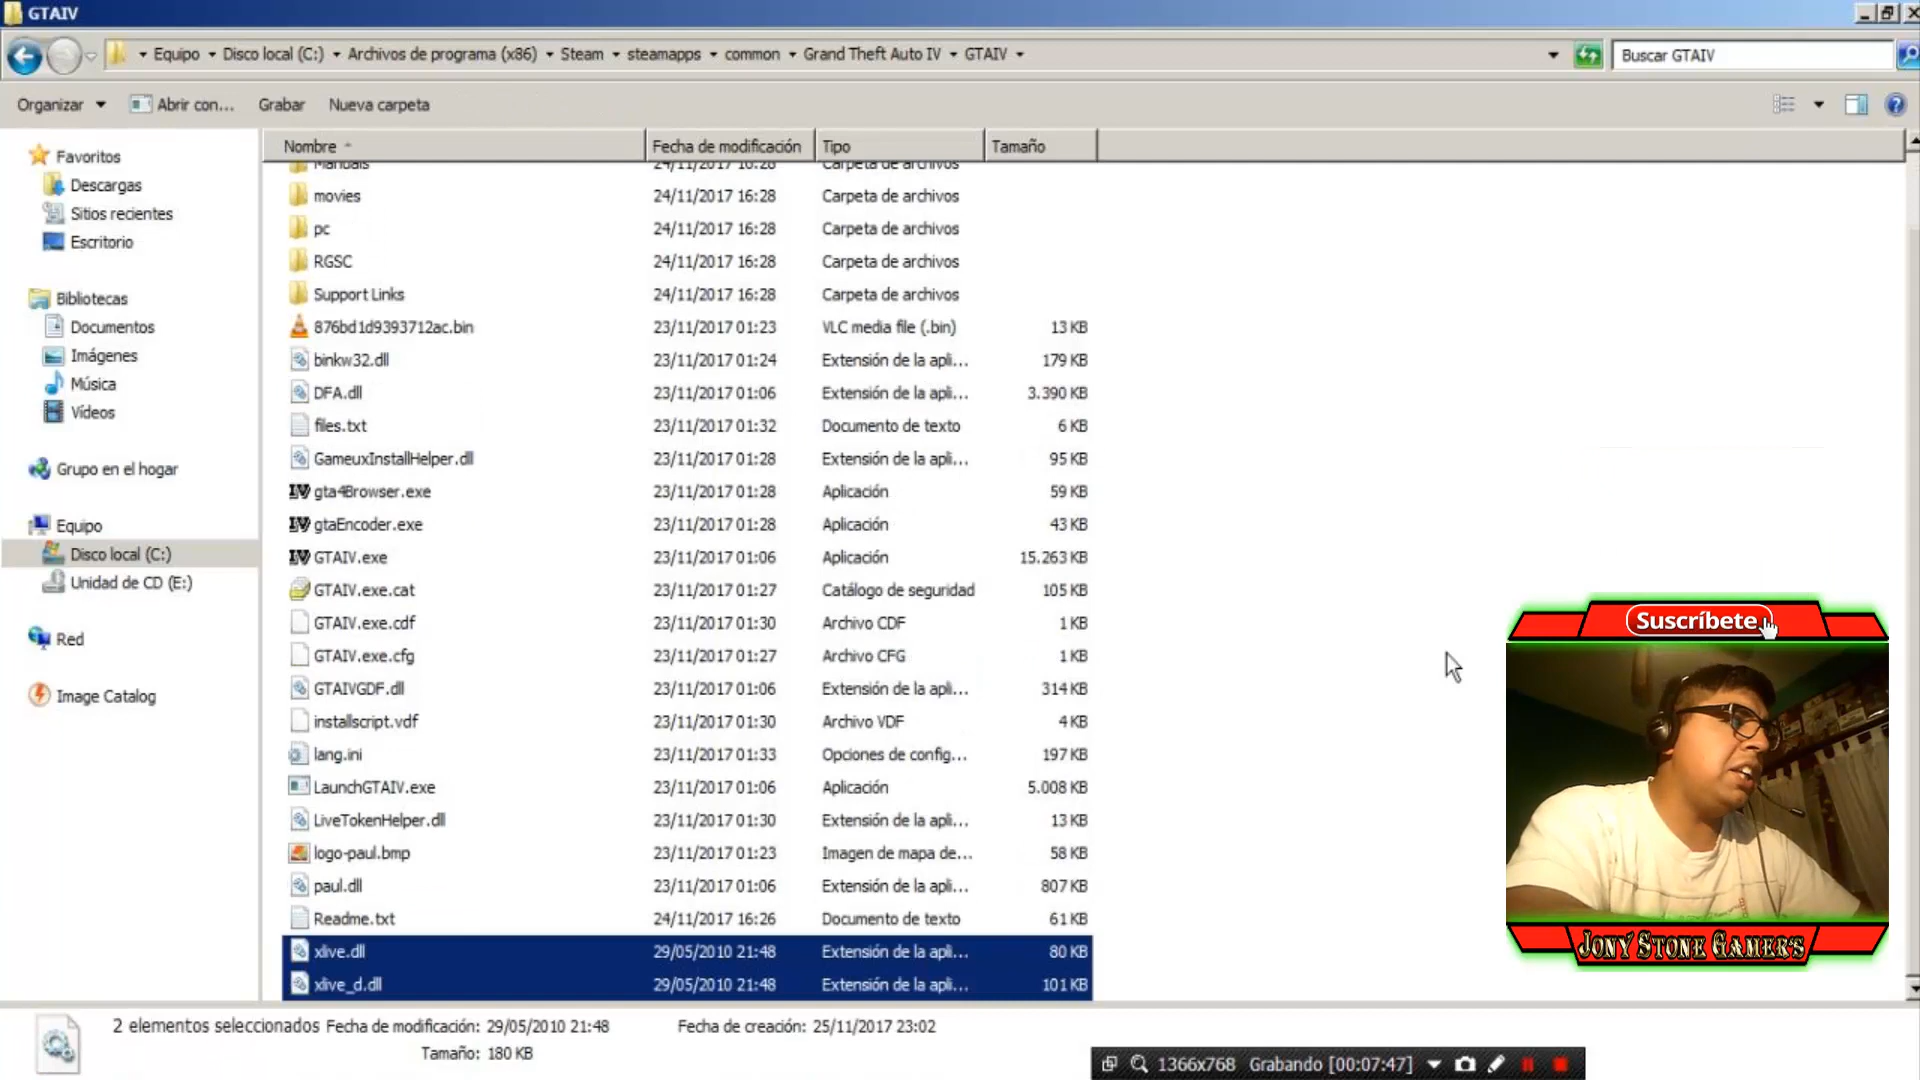 GTAIV
Equipo Disco local (C:) Archivos de programa (x86) Steam steamapps common Grand Theft Auto IV GTAIV
Buscar GTAIV
Organizar Abrir con... Grabar Nueva carpeta
Nombre Fecha de modificación Tipo Tamaño
Favoritos
Descargas
Sitios recientes
Escritorio
Bibliotecas
Documentos
Imágenes
Música
Vídeos
Grupo en el hogar
Equipo
Disco local (C:)
Unidad de CD (E:)
Red
Image Catalog
Manuals 24/11/2017 16:28 Carpeta de archivos
movies 24/11/2017 16:28 Carpeta de archivos
pc 24/11/2017 16:28 Carpeta de archivos
RGSC 24/11/2017 16:28 Carpeta de archivos
Support Links 24/11/2017 16:28 Carpeta de archivos
876bd1d9393712ac.bin 23/11/2017 01:23 VLC media file (.bin) 13 KB
binkw32.dll 23/11/2017 01:24 Extensión de la apli... 179 KB
DFA.dll 23/11/2017 01:06 Extensión de la apli... 3.390 KB
files.txt 23/11/2017 01:32 Documento de texto 6 KB
GameuxInstallHelper.dll 23/11/2017 01:28 Extensión de la apli... 95 KB
gta4Browser.exe 23/11/2017 01:28 Aplicación 59 KB
gtaEncoder.exe 23/11/2017 01:28 Aplicación 43 KB
GTAIV.exe 23/11/2017 01:06 Aplicación 15.263 KB
GTAIV.exe.cat 23/11/2017 01:27 Catálogo de seguridad 105 KB
GTAIV.exe.cdf 23/11/2017 01:30 Archivo CDF 1 KB
GTAIV.exe.cfg 23/11/2017 01:27 Archivo CFG 1 KB
GTAIVGDF.dll 23/11/2017 01:06 Extensión de la apli... 314 KB
installscript.vdf 23/11/2017 01:30 Archivo VDF 4 KB
lang.ini 23/11/2017 01:33 Opciones de config... 197 KB
LaunchGTAIV.exe 23/11/2017 01:06 Aplicación 5.008 KB
LiveTokenHelper.dll 23/11/2017 01:30 Extensión de la apli... 13 KB
logo-paul.bmp 23/11/2017 01:23 Imagen de mapa de... 58 KB
paul.dll 23/11/2017 01:06 Extensión de la apli... 807 KB
Readme.txt 24/11/2017 16:26 Documento de texto 61 KB
xlive.dll 29/05/2010 21:48 Extensión de la apli... 80 KB
xlive_d.dll 29/05/2010 21:48 Extensión de la apli... 101 KB
Suscríbete
JONY STONE GAMER'S
2 elementos seleccionados Fecha de modificación: 29/05/2010 21:48 Fecha de creación: 25/11/2017 23:02
Tamaño: 180 KB
1366x768 Grabando [00:07:47]